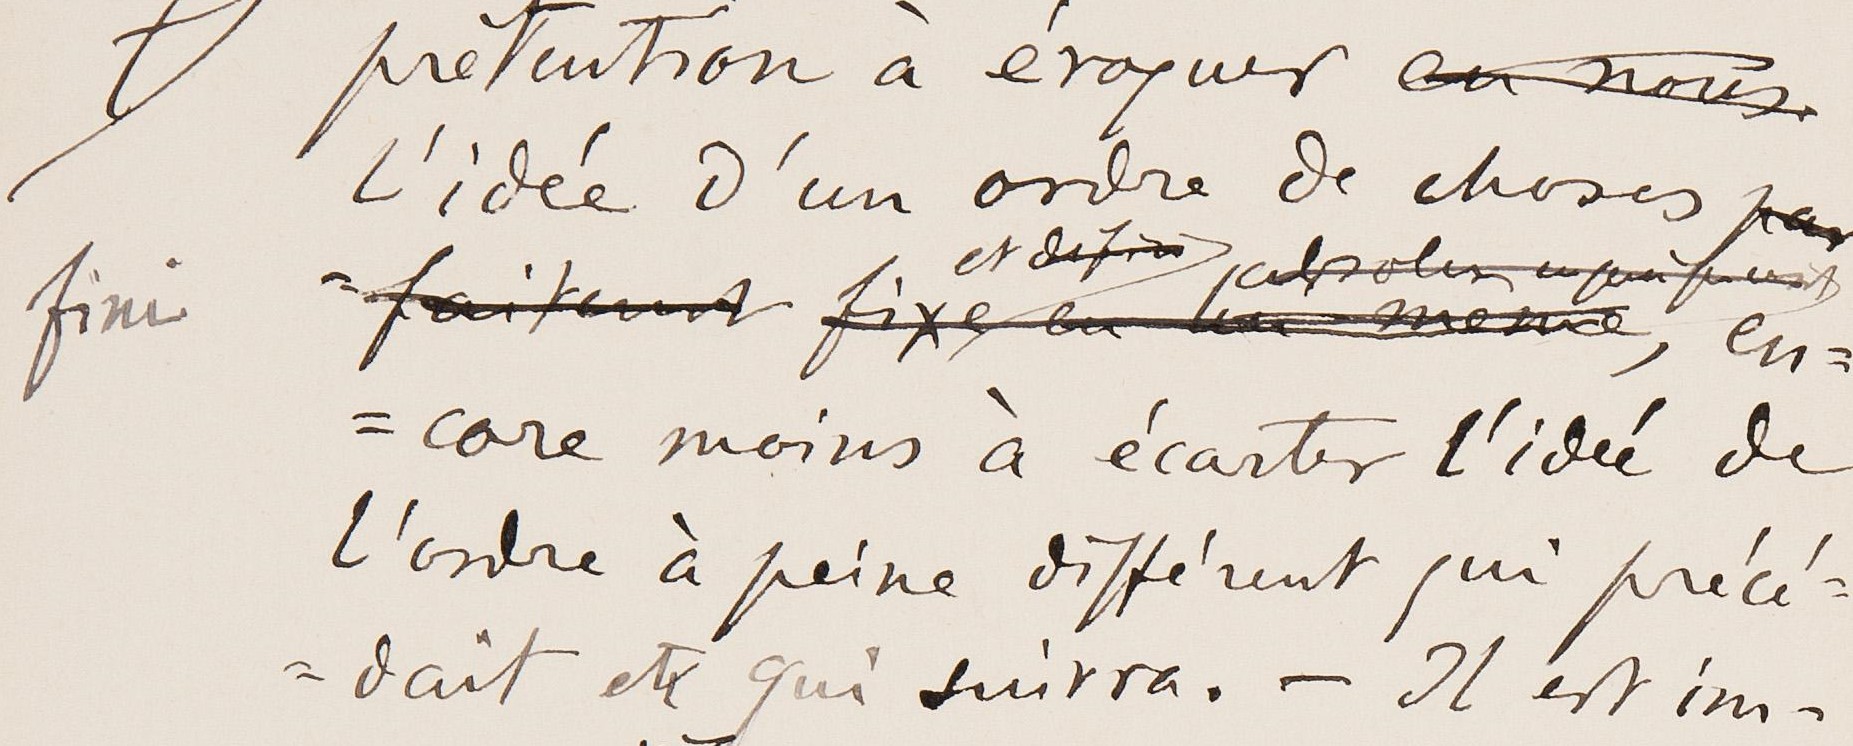 prétention à évoquer en nous
l'idée d'un ordre de choses par
et défini absolu
fini
=faitement fixe en lui-même, en=
=core moins à écarter l'idée de
l'ordre à peine différent qui précé=
=dait et qui suivra. — Il est im=